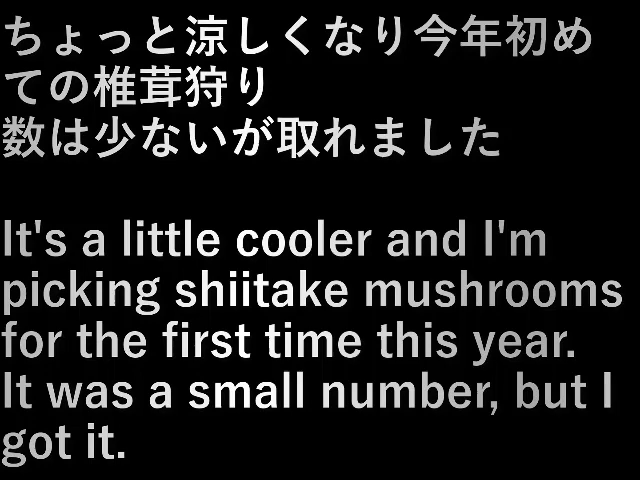 ちょっと涼しくなり今年初め
ての椎茸狩り
数は少ないが取れました
It's a little cooler and I'm
picking shiitake mushrooms
for the first time this year.
It was a small number, but I
got it.